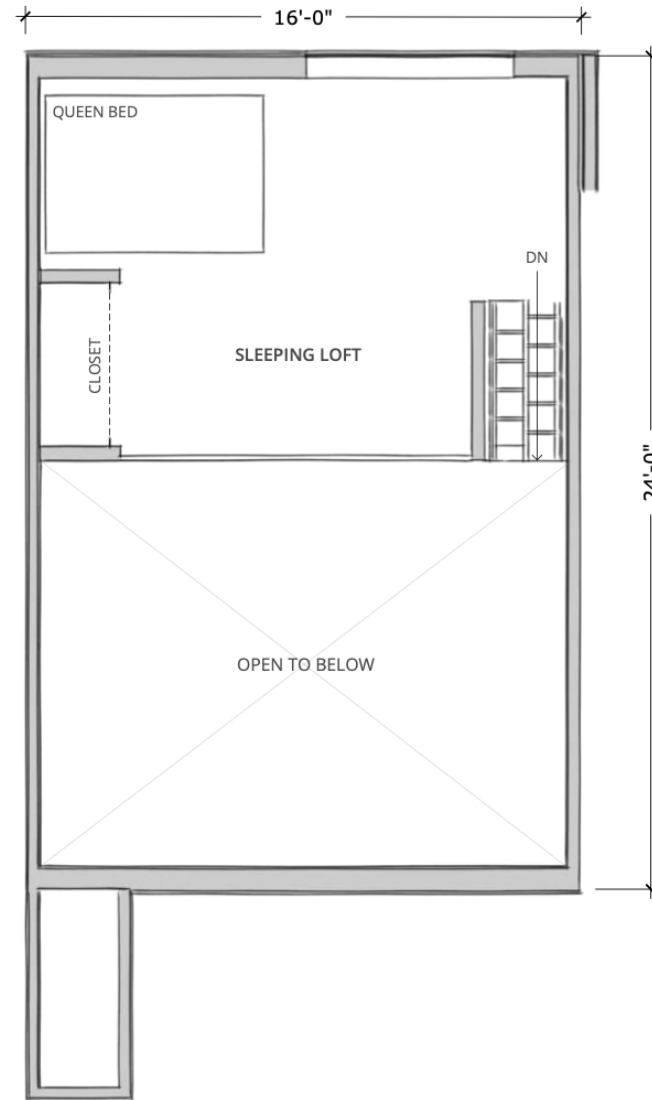 16'-0"
QUEEN BED
DN
CLOSET
SLEEPING LOFT
24'-0"
OPEN TO BELOW